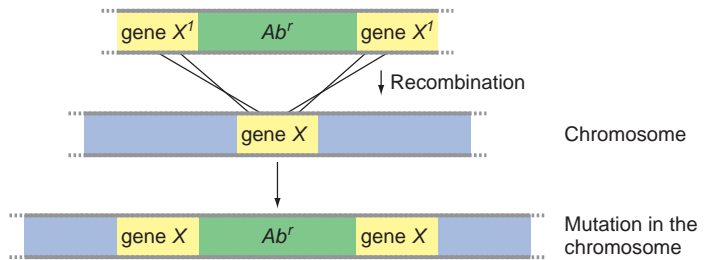 gene X¹ Abʳ gene X¹
Recombination
gene X
Chromosome
gene X Abʳ gene X
Mutation in the
chromosome